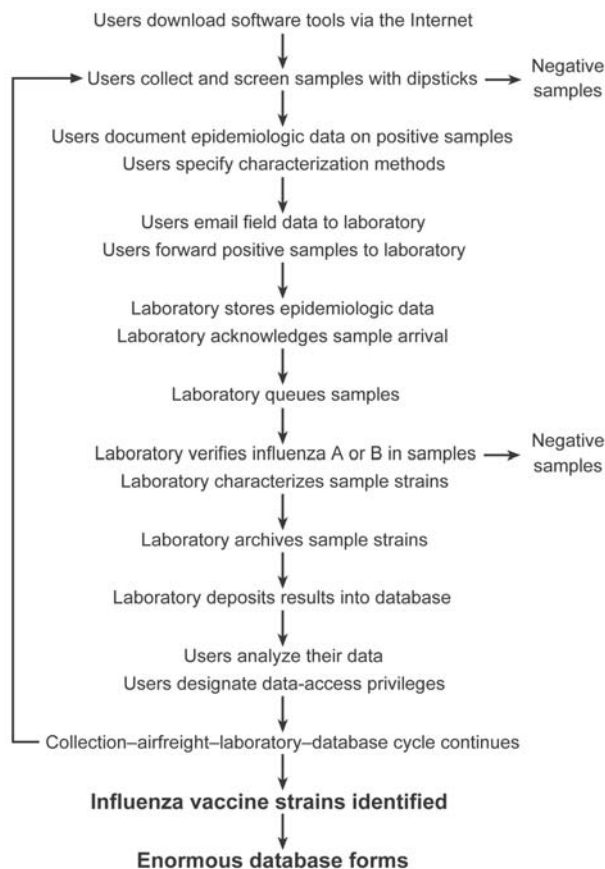 Users download software tools via the Internet
Users collect and screen samples with dipsticks
Negative
samples
Users document epidemiologic data on positive samples
Users specify characterization methods
Users email field data to laboratory
Users forward positive samples to laboratory
Laboratory stores epidemiologic data
Laboratory acknowledges sample arrival
Laboratory queues samples
Laboratory verifies influenza A or B in samples
Negative
samples
Laboratory characterizes sample strains
Laboratory archives sample strains
Laboratory deposits results into database
Users analyze their data
Users designate data-access privileges
Collection–airfreight–laboratory–database cycle continues
Influenza vaccine strains identified
Enormous database forms